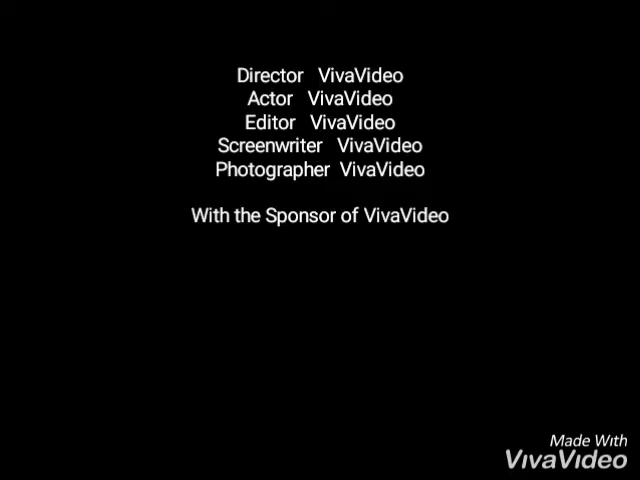 Director VivaVideo
Actor VivaVideo
Editor VivaVideo
Screenwriter VivaVideo
Photographer VivaVideo
With the Sponsor of VivaVideo
Made With
VivaVideo